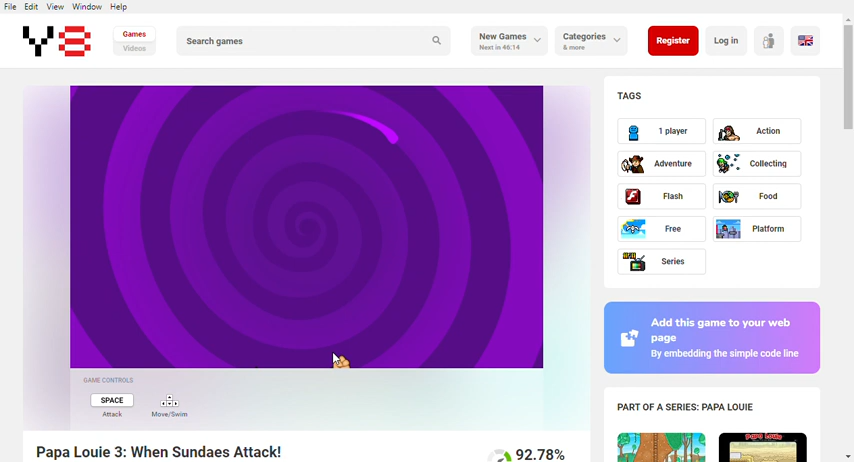 File Edit View Window Help
Y8
Games
Videos
Search games
New Games
Next in 46:14
Categories
& more
Register
Log in
TAGS
1 player
Action
Adventure
Collecting
Flash
Food
Free
Platform
Series
Add this game to your web
page
By embedding the simple code line
GAME CONTROLS
SPACE
Attack
Move/Swim
PART OF A SERIES: PAPA LOUIE
Papa Louie 3: When Sundaes Attack!
92.78%